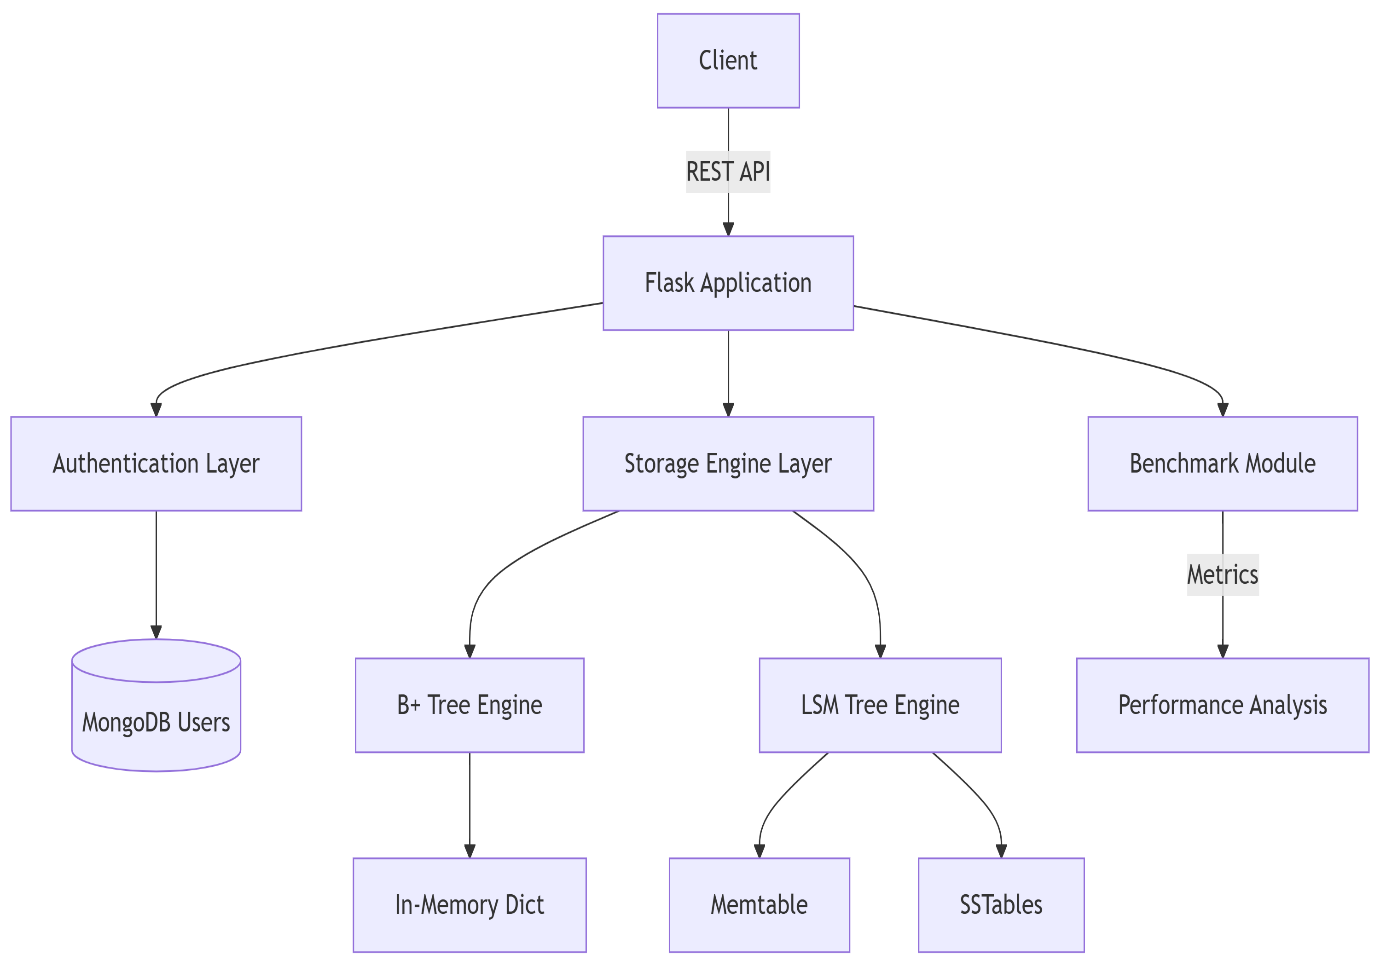 Client
REST API
Flask Application
Authentication Layer
Storage Engine Layer
Benchmark Module
Metrics
MongoDB Users
B+ Tree Engine
LSM Tree Engine
Performance Analysis
In-Memory Dict
Memtable
SSTables